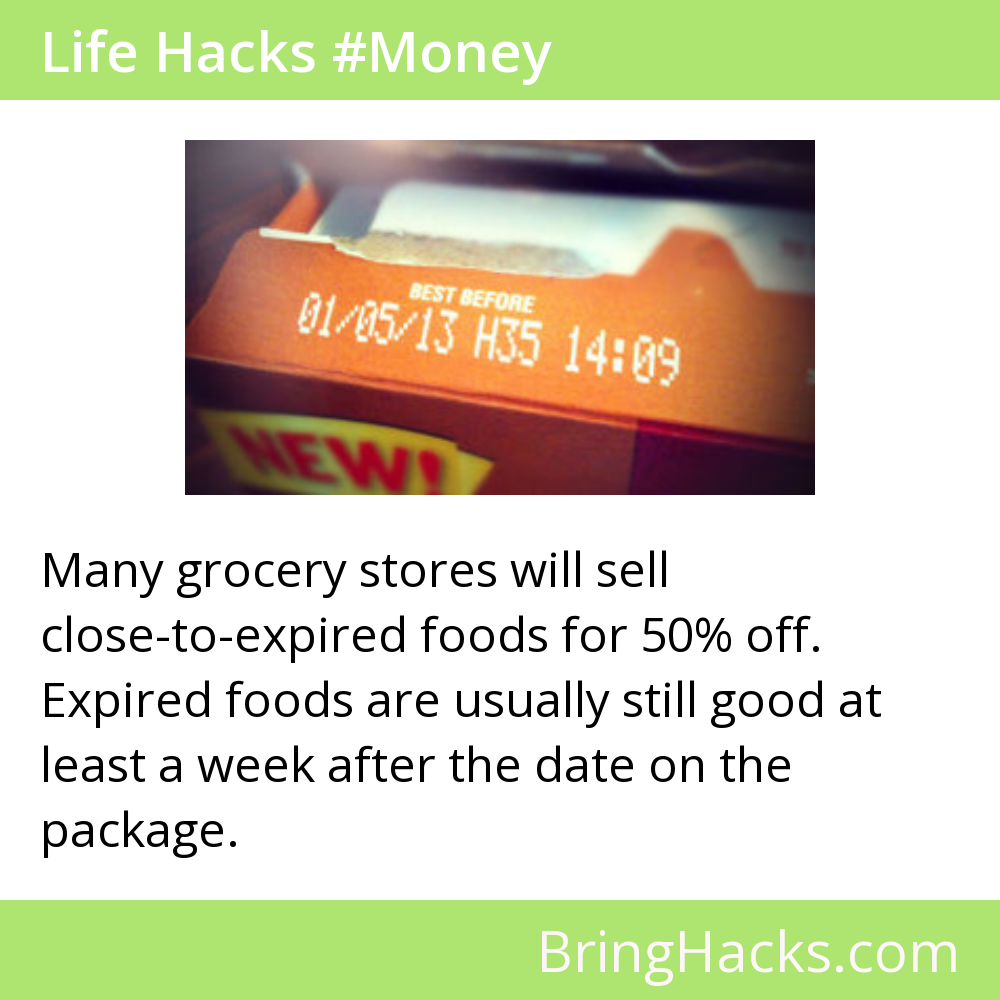 Life Hacks #Money
BEST BEFORE
01/05/13 H35 14:09
NEW!
Many grocery stores will sell
close-to-expired foods for 50% off.
Expired foods are usually still good at
least a week after the date on the
package.
BringHacks.com